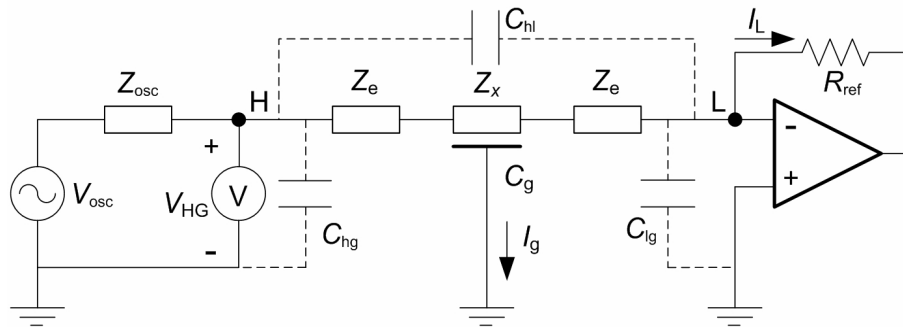 C_hl
I_L
Z_osc
H
Z_e
Z_x
Z_e
L
R_ref
+
-
V_osc
V_HG
V
C_g
+
-
C_hg
I_g
C_lg